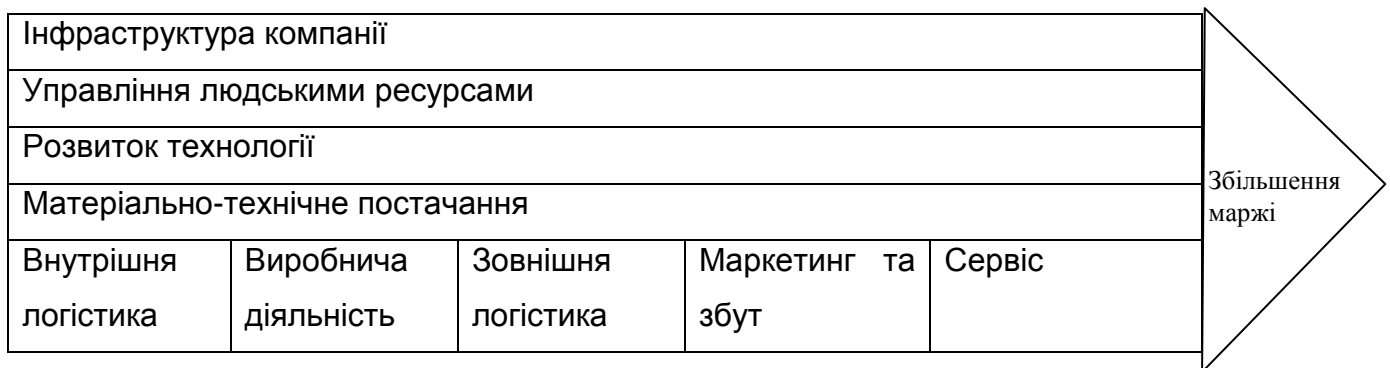 Інфраструктура компанії
Управління людськими ресурсами
Розвиток технології
Матеріально-технічне постачання
Збільшення
маржі
Внутрішня
логістика
Виробнича
діяльність
Зовнішня
логістика
Маркетинг та
збут
Сервіс